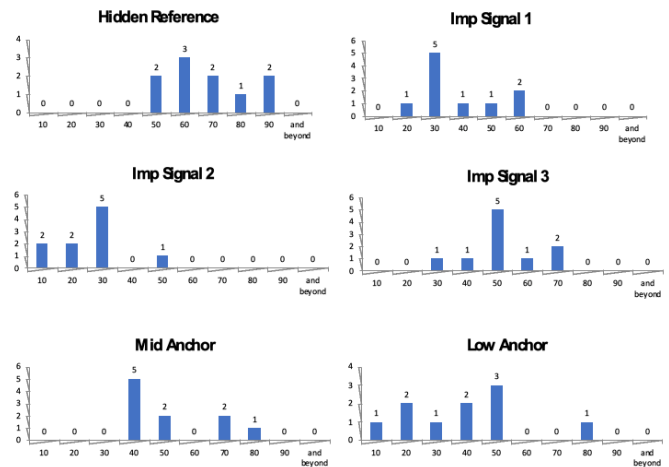 Hidden Reference
4
3
2
1
0
0 0 0 0 2 3 2 1 2 0
10 20 30 40 50 60 70 80 90 and beyond
Imp Signal 1
6
5
4
3
2
1
0
0 1 5 1 1 2 0 0 0 0
10 20 30 40 50 60 70 80 90 and beyond
Imp Signal 2
6
5
4
3
2
1
0
2 2 5 0 1 0 0 0 0 0
10 20 30 40 50 60 70 80 90 and beyond
Imp Signal 3
6
5
4
3
2
1
0
0 0 1 1 5 1 2 0 0 0
10 20 30 40 50 60 70 80 90 and beyond
Mid Anchor
6
5
4
3
2
1
0
0 0 0 5 2 0 2 1 0 0
10 20 30 40 50 60 70 80 90 and beyond
Low Anchor
4
3
2
1
0
1 2 1 2 3 0 0 1 0 0
10 20 30 40 50 60 70 80 90 and beyond